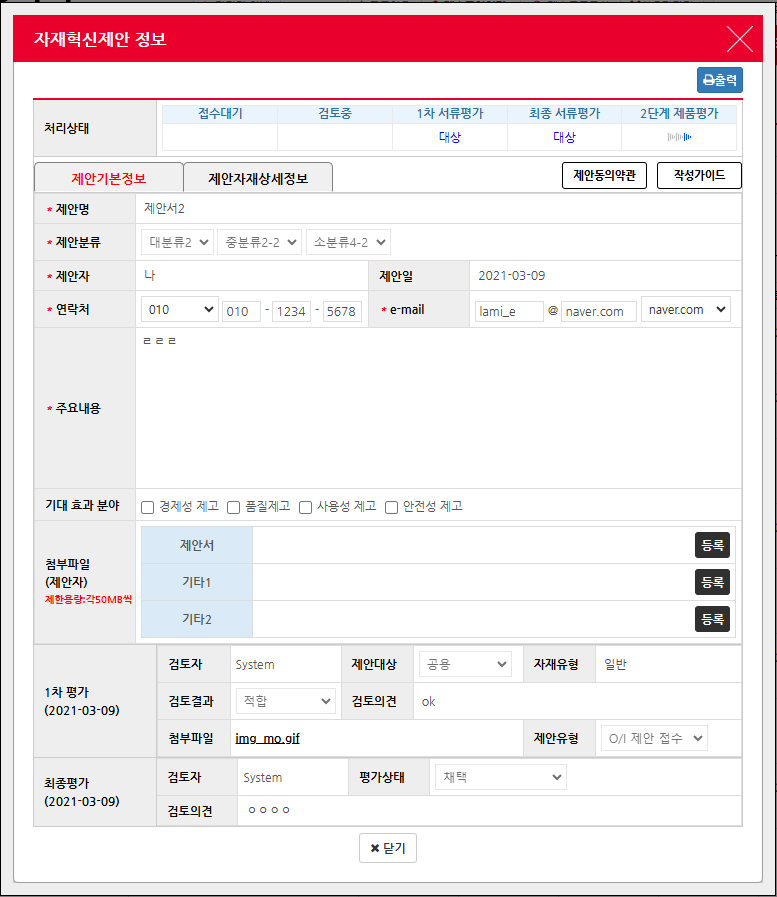 자재혁신제안 정보
출력
처리상태
접수대기 검토중 1차 서류평가 최종 서류평가 2단계 제품평가
대상 대상
제안기본정보 제안자재상세정보 제안동의약관 작성가이드
* 제안명 제안서2
* 제안분류 대분류2 중분류2-2 소분류4-2
* 제안자 나 제안일 2021-03-09
* 연락처 010 010 - 1234 - 5678 * e-mail lami_e @ naver.com naver.com
* 주요내용 ㄹㄹㄹ
기대 효과 분야 경제성 제고 품질제고 사용성 제고 안전성 제고
첨부파일
(제안자)
제한용량:각50MB씩
제안서 등록
기타1 등록
기타2 등록
1차 평가
(2021-03-09)
검토자 System 제안대상 공용 자재유형 일반
검토결과 적합 검토의견 ok
첨부파일 img_mo.gif 제안유형 O/I 제안 접수
최종평가
(2021-03-09)
검토자 System 평가상태 채택
검토의견 ㅇㅇㅇㅇ
닫기